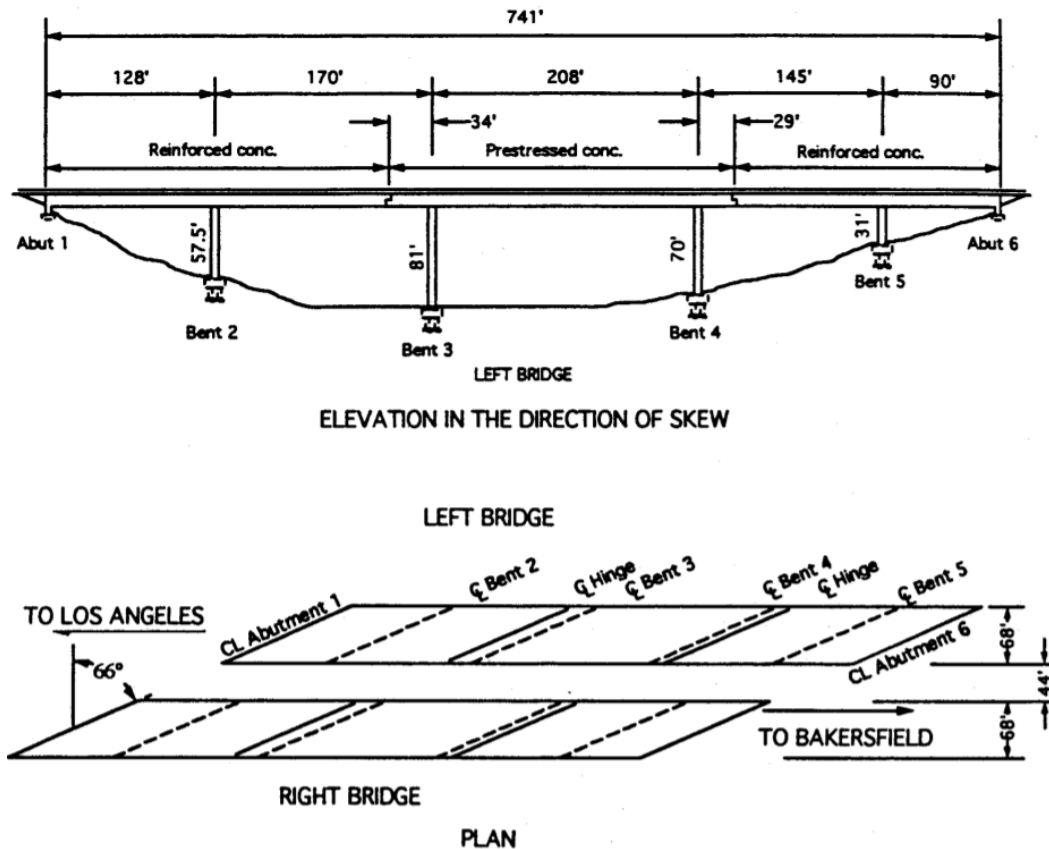 741'
128' 170' 208' 145' 90'
34' 29'
Reinforced conc. Prestressed conc. Reinforced conc.
Abut 1 57.5' 81' 70' 31' Abut 6
Bent 2 Bent 3 Bent 4 Bent 5
LEFT BRIDGE
ELEVATION IN THE DIRECTION OF SKEW
LEFT BRIDGE
CL Abutment 1 ℄ Bent 2 ℄ Hinge ℄ Bent 3 ℄ Bent 4 ℄ Hinge ℄ Bent 5
TO LOS ANGELES
66°
CL Abutment 6
68'
44'
68'
TO BAKERSFIELD
RIGHT BRIDGE
PLAN